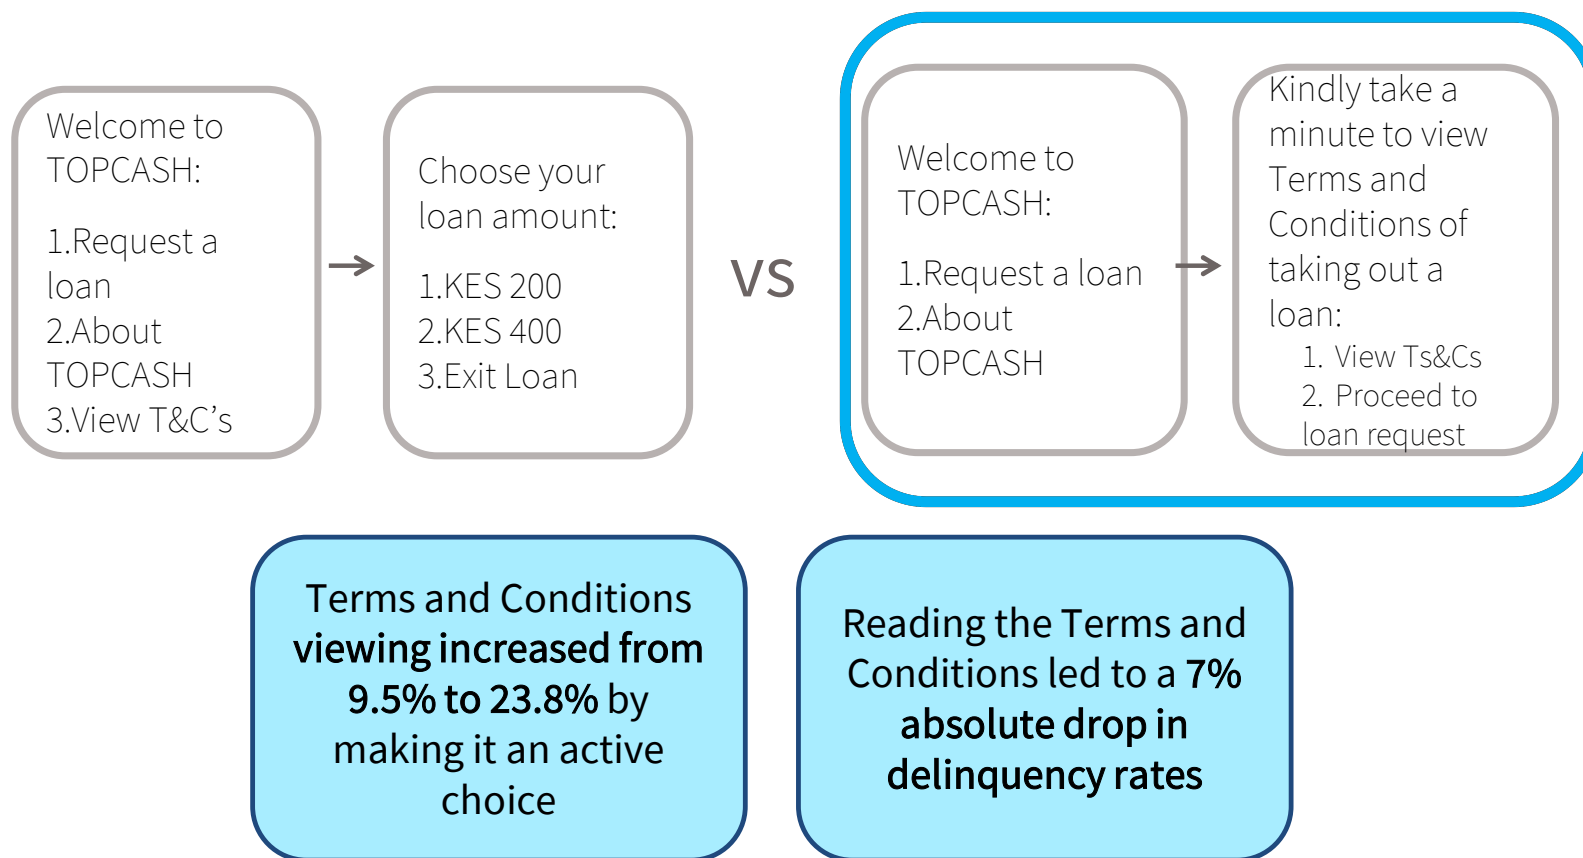 Welcome to
TOPCASH:
1.Request a
loan
2.About
TOPCASH
3.View T&C’s
Choose your
loan amount:
1.KES 200
2.KES 400
3.Exit Loan
vs
Welcome to
TOPCASH:
1.Request a loan
2.About
TOPCASH
Kindly take a
minute to view
Terms and
Conditions of
taking out a
loan:
1. View Ts&Cs
2. Proceed to
loan request
Terms and Conditions
viewing increased from
9.5% to 23.8% by
making it an active
choice
Reading the Terms and
Conditions led to a 7%
absolute drop in
delinquency rates